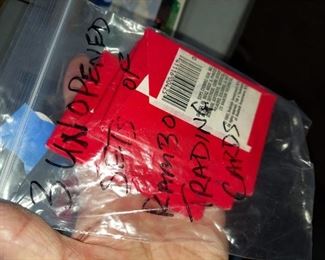 3 UNOPENED
SETS OF
RAMBO
TRADING
CARDS